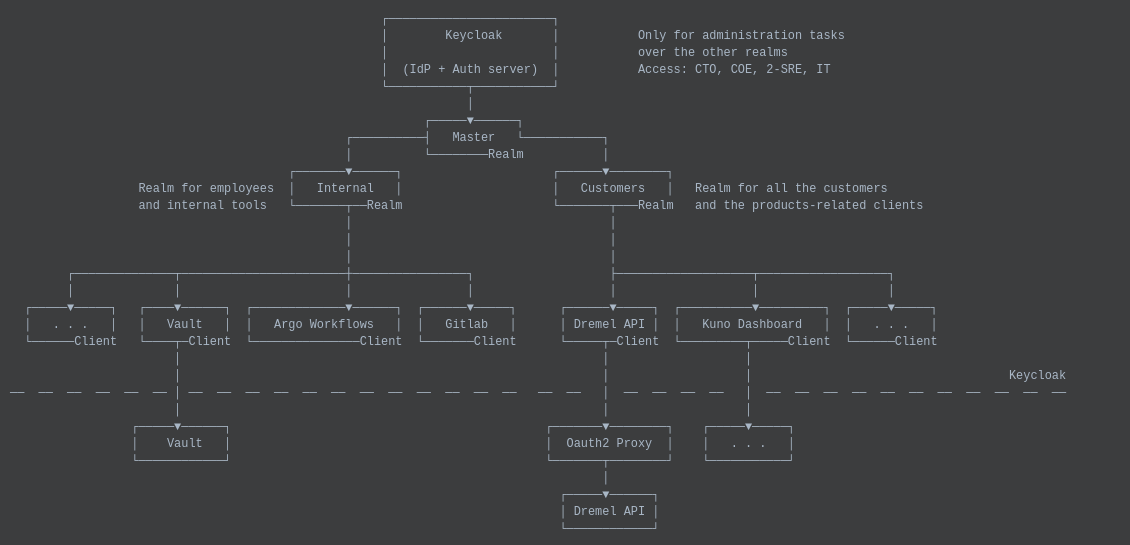 Keycloak
Only for administration tasks
over the other realms
(IdP + Auth server)
Access: CTO, COE, 2-SRE, IT
Master
Realm
Realm for employees
and internal tools
Internal
Realm
Customers
Realm
Realm for all the customers
and the products-related clients
. . .
Client
Vault
Client
Argo Workflows
Client
Gitlab
Client
Dremel API
Client
Kuno Dashboard
Client
. . .
Client
Keycloak
Vault
Oauth2 Proxy
. . .
Dremel API